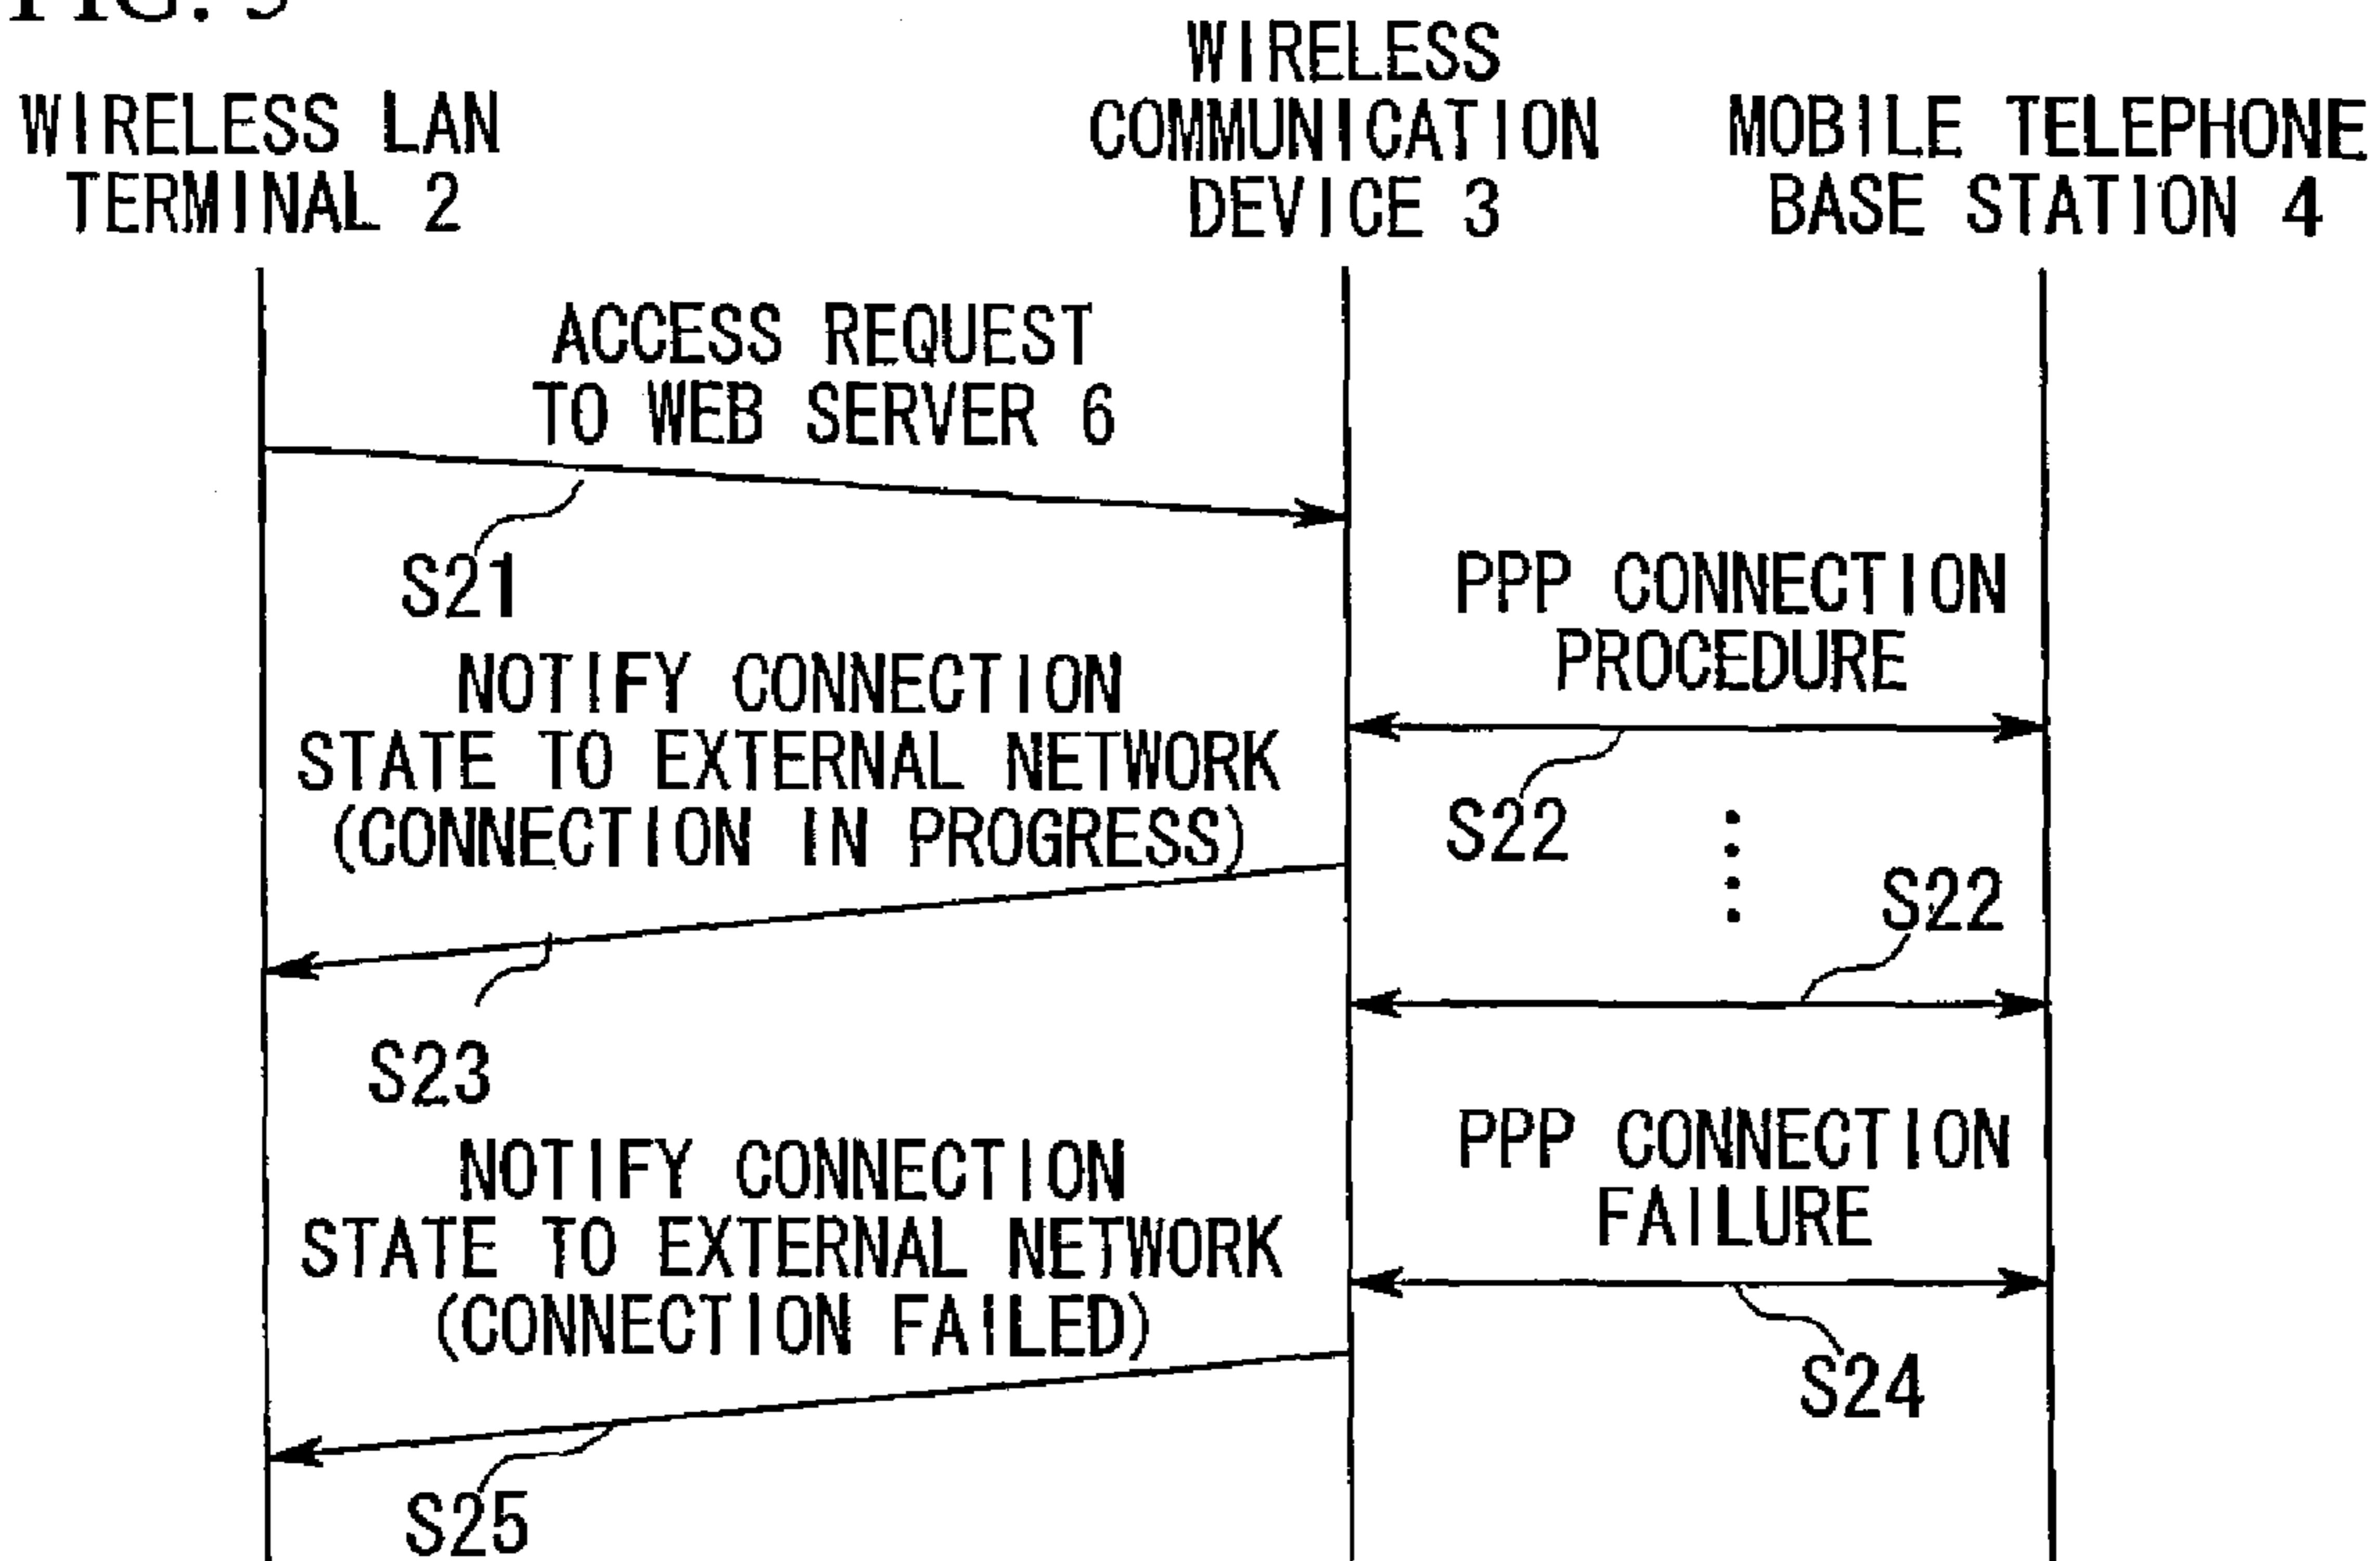 FIG.
WIRELESS LAN
TERMINAL 2
WIRELESS
COMMUNICATION
DEVICE 3
MOBILE TELEPHONE
BASE STATION 4
ACCESS REQUEST
TO WEB SERVER 6
S21
PPP CONNECTION
PROCEDURE
S22
NOTIFY CONNECTION
STATE TO EXTERNAL NETWORK
(CONNECTION IN PROGRESS)
S22
S23
PPP CONNECTION
FAILURE
NOTIFY CONNECTION
STATE TO EXTERNAL NETWORK
(CONNECTION FAILED)
S24
S25